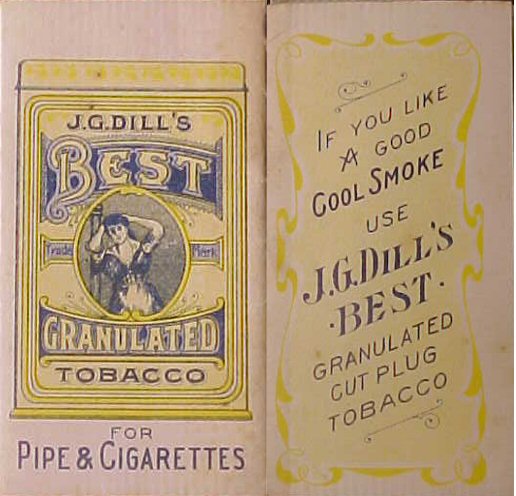 J.G.DILL'S
BEST
Trade Mark
GRANULATED
TOBACCO
FOR
PIPE & CIGARETTES
IF YOU LIKE
A GOOD
COOL SMOKE
USE
J.G.DILL'S
·BEST·
GRANULATED
CUT PLUG
TOBACCO